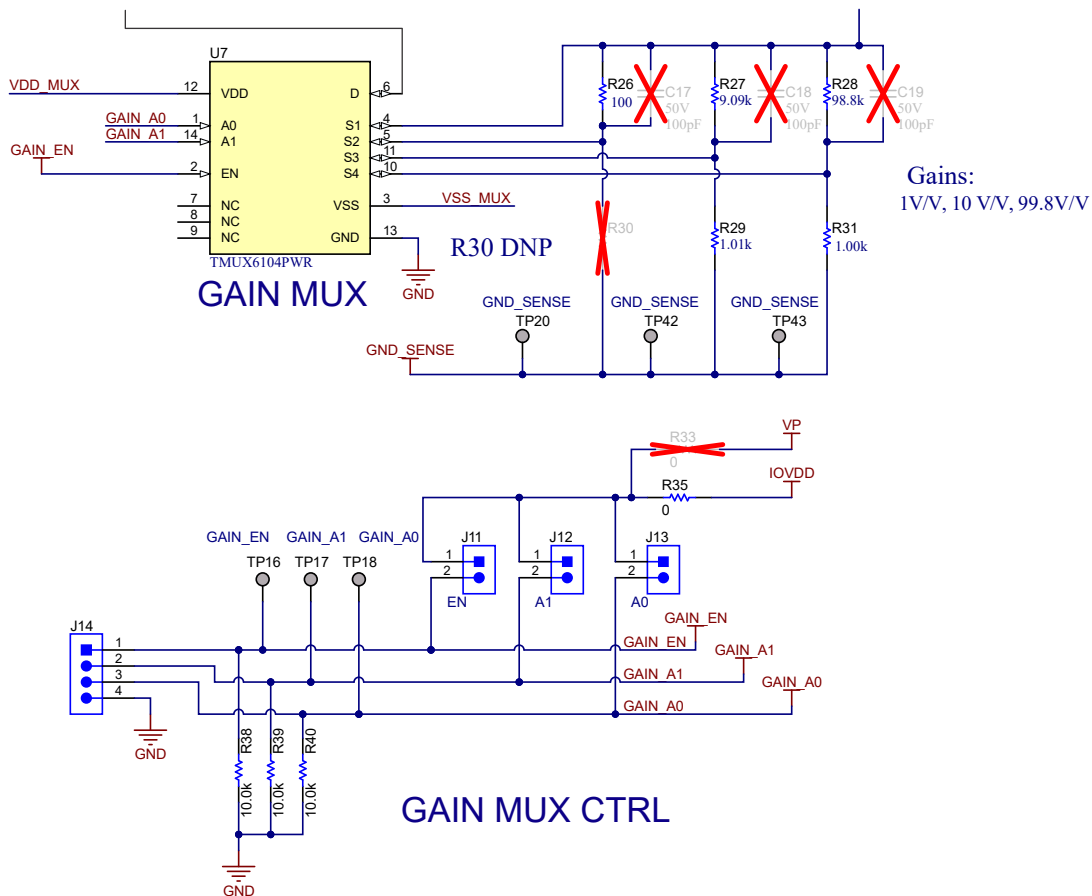 U7
VDD_MUX
12
VDD
D
6
GAIN_A0
1
A0
S1
4
GAIN_A1
14
A1
S2
5
S3
11
GAIN_EN
2
EN
S4
10
7
NC
VSS
3
VSS_MUX
8
NC
9
NC
GND
13
TMUX6104PWR
GND
GAIN MUX
R26
100
C17
50V
100pF
R27
9.09k
C18
50V
100pF
R28
98.8k
C19
50V
100pF
Gains:
1V/V, 10 V/V, 99.8V/V
R30 DNP
R30
R29
1.01k
R31
1.00k
GND_SENSE
TP20
GND_SENSE
TP42
GND_SENSE
TP43
GND_SENSE
R33
0
VP
R35
0
IOVDD
GAIN_EN
TP16
GAIN_A1
TP17
GAIN_A0
TP18
J11
1
2
EN
J12
1
2
A1
J13
1
2
A0
J14
1
2
3
4
GND
GAIN_EN
GAIN_EN
GAIN_A1
GAIN_A1
GAIN_A0
GAIN_A0
R38
10.0k
R39
10.0k
R40
10.0k
GND
GAIN MUX CTRL